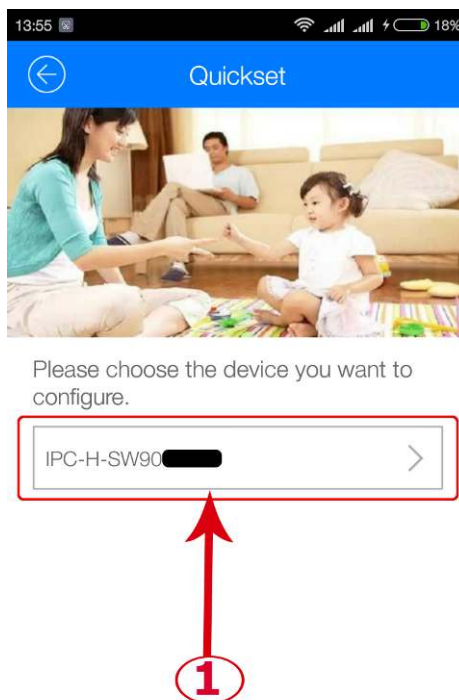 13:55 18%
Quickset
Please choose the device you want to
configure.
IPC-H-SW90
1